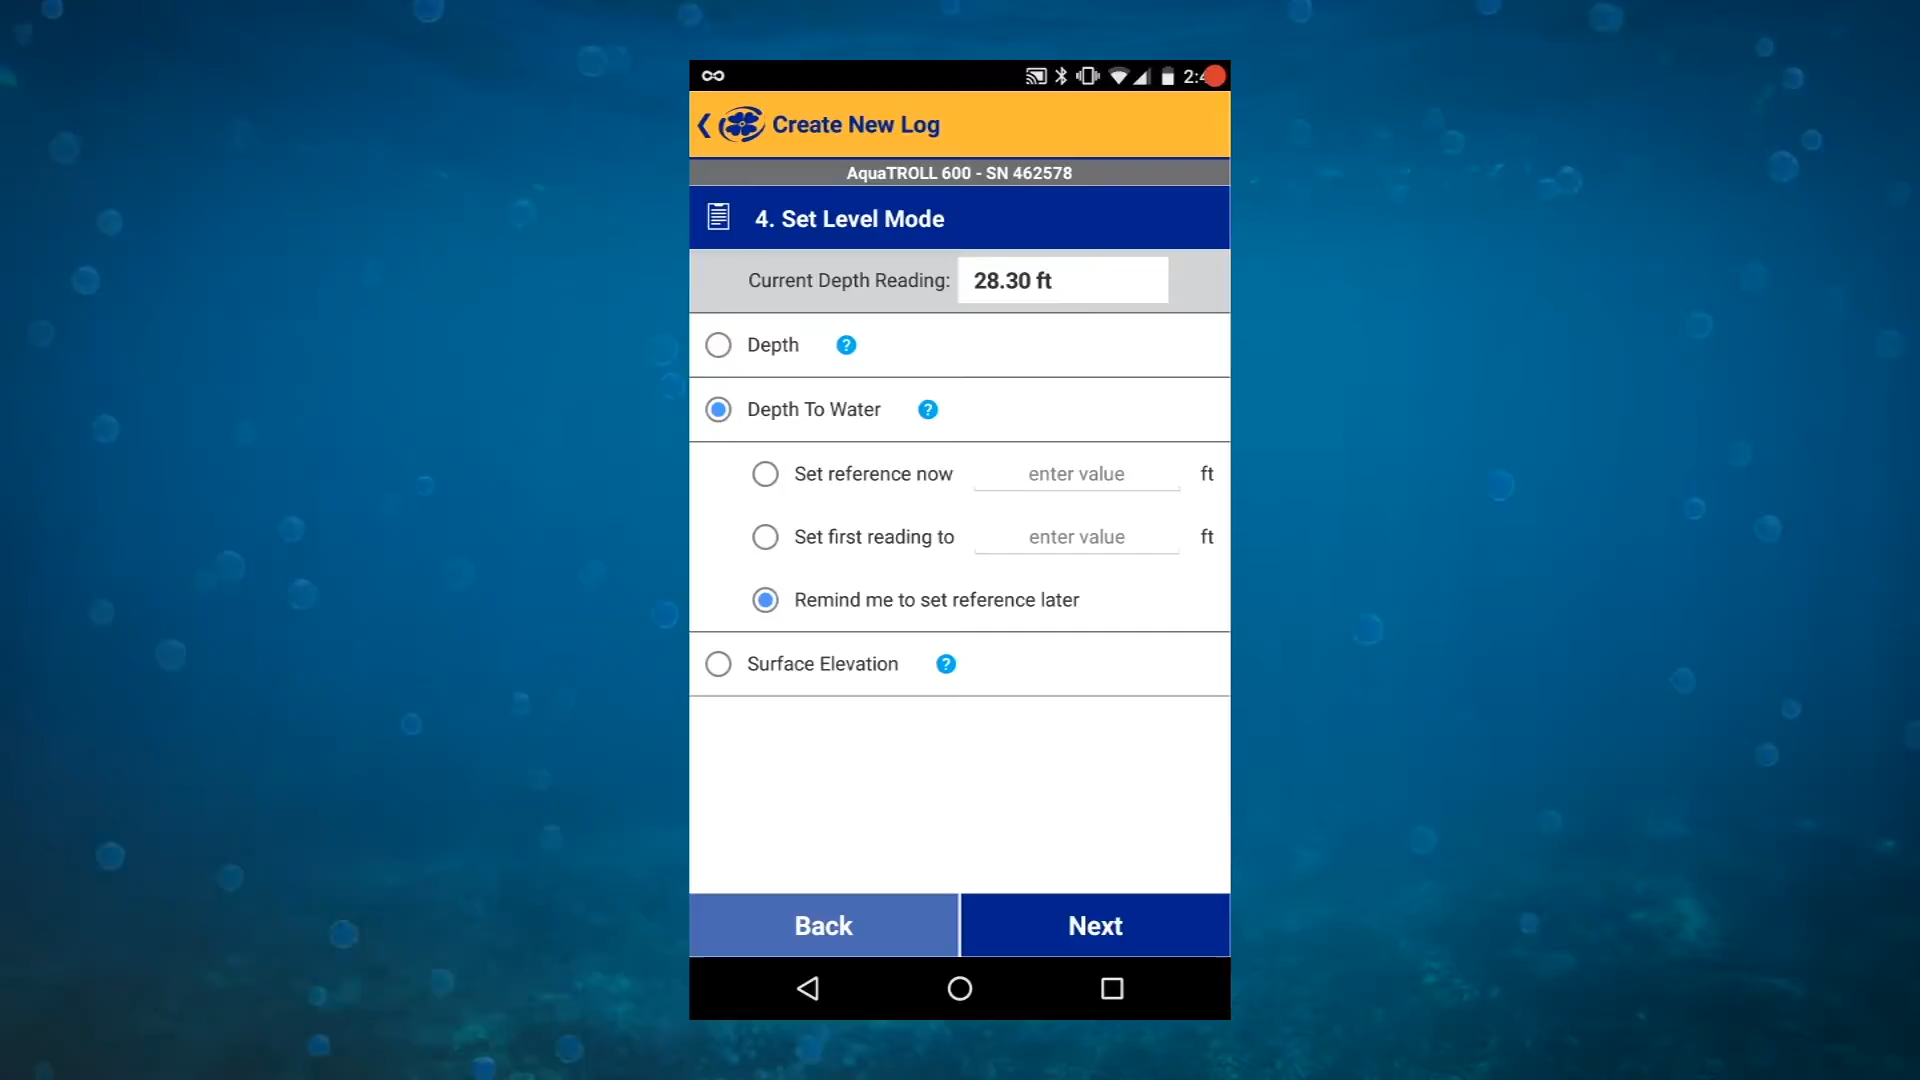 Create New Log
AquaTROLL 600 - SN 462578
4. Set Level Mode
Current Depth Reading: 28.30 ft
Depth ?
Depth To Water ?
Set reference now enter value ft
Set first reading to enter value ft
Remind me to set reference later
Surface Elevation ?
Back Next